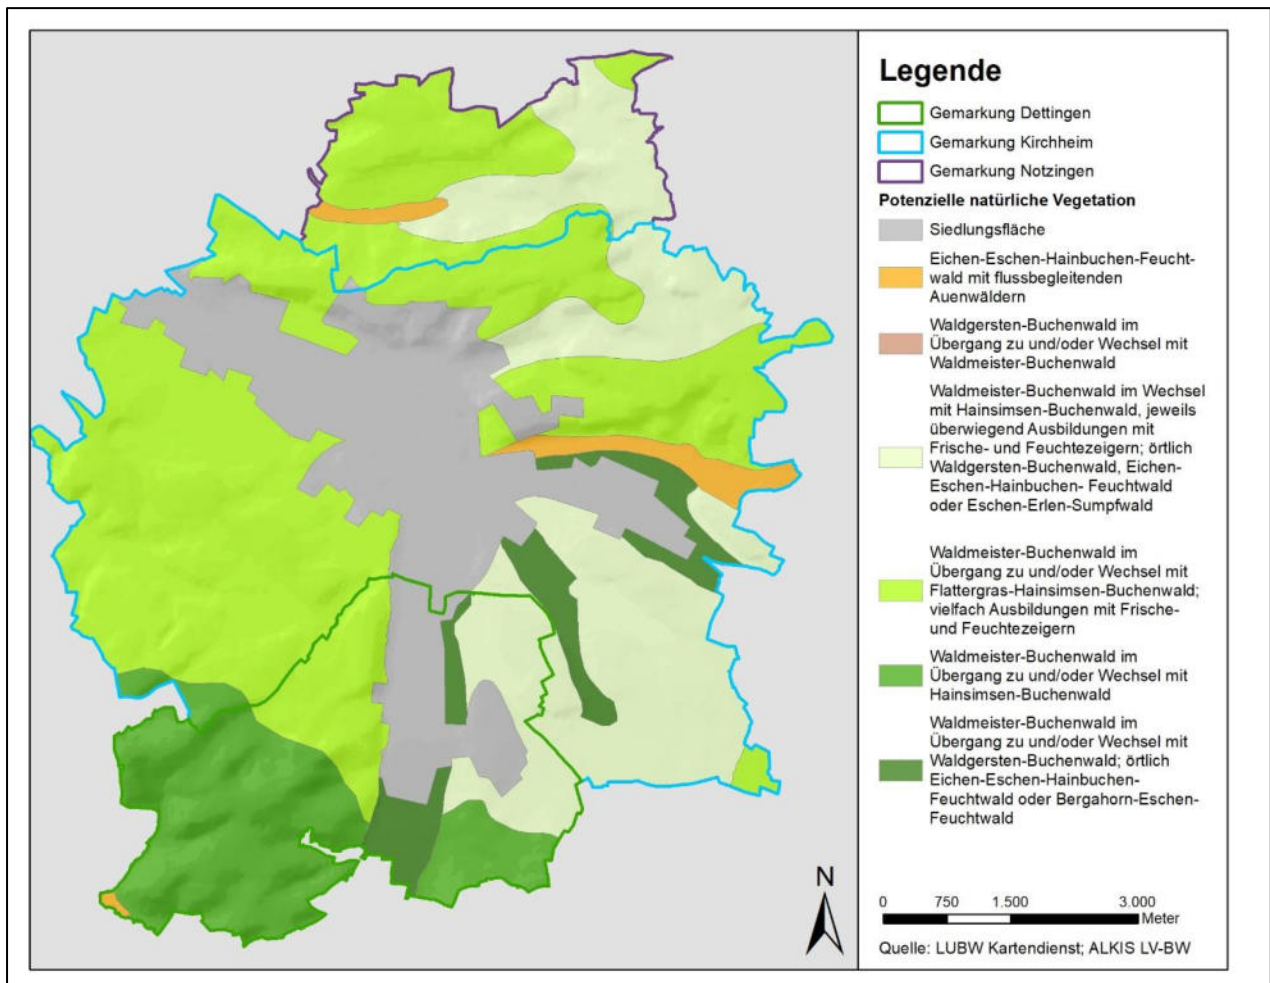 Legende
Gemarkung Dettingen
Gemarkung Kirchheim
Gemarkung Notzingen
Potenzielle natürliche Vegetation
Siedlungsfläche
Eichen-Eschen-Hainbuchen-Feucht-
wald mit flussbegleitenden
Auenwäldern
Waldgersten-Buchenwald im
Übergang zu und/oder Wechsel mit
Waldmeister-Buchenwald
Waldmeister-Buchenwald im Wechsel
mit Hainsimsen-Buchenwald, jeweils
überwiegend Ausbildungen mit
Frische- und Feuchtezeigern; örtlich
Waldgersten-Buchenwald, Eichen-
Eschen-Hainbuchen- Feuchtwald
oder Eschen-Erlen-Sumpfwald
Waldmeister-Buchenwald im
Übergang zu und/oder Wechsel mit
Flattergras-Hainsimsen-Buchenwald;
vielfach Ausbildungen mit Frische-
und Feuchtezeigern
Waldmeister-Buchenwald im
Übergang zu und/oder Wechsel mit
Hainsimsen-Buchenwald
Waldmeister-Buchenwald im
Übergang zu und/oder Wechsel mit
Waldgersten-Buchenwald; örtlich
Eichen-Eschen-Hainbuchen-
Feuchtwald oder Bergahorn-Eschen-
Feuchtwald
N
0 750 1.500 3.000
Meter
Quelle: LUBW Kartendienst; ALKIS LV-BW